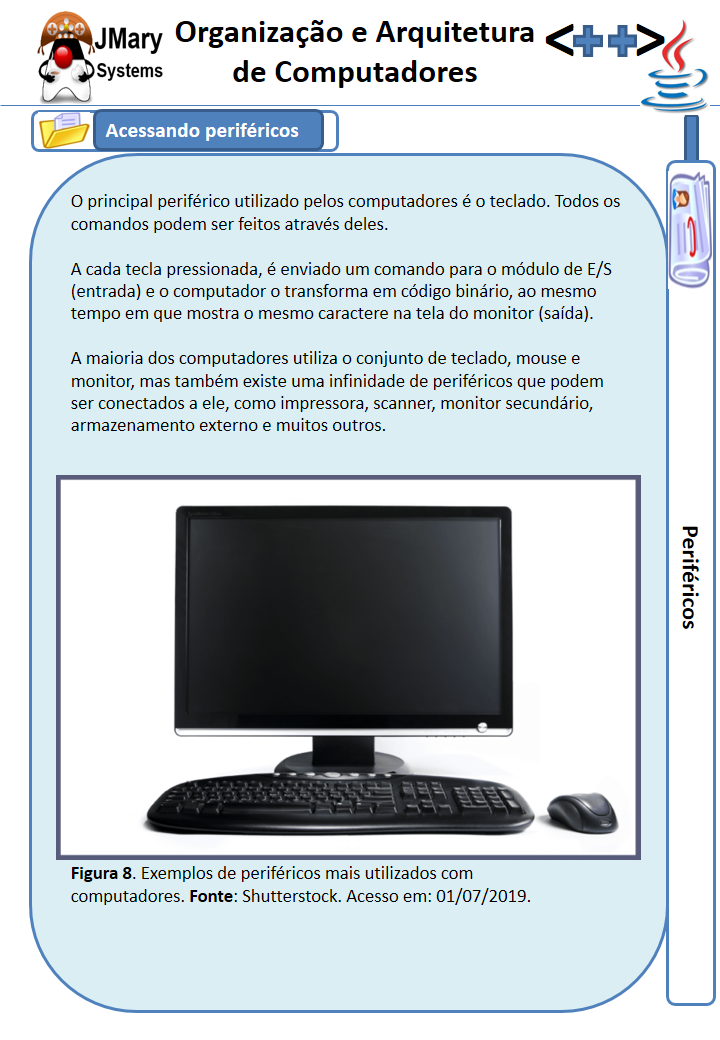 JMary
Systems
Organização e Arquitetura
de Computadores
<++>
Acessando periféricos
O principal periférico utilizado pelos computadores é o teclado. Todos os
comandos podem ser feitos através deles.
A cada tecla pressionada, é enviado um comando para o módulo de E/S
(entrada) e o computador o transforma em código binário, ao mesmo
tempo em que mostra o mesmo caractere na tela do monitor (saída).
A maioria dos computadores utiliza o conjunto de teclado, mouse e
monitor, mas também existe uma infinidade de periféricos que podem
ser conectados a ele, como impressora, scanner, monitor secundário,
armazenamento externo e muitos outros.
Periféricos
Figura 8. Exemplos de periféricos mais utilizados com
computadores. Fonte: Shutterstock. Acesso em: 01/07/2019.